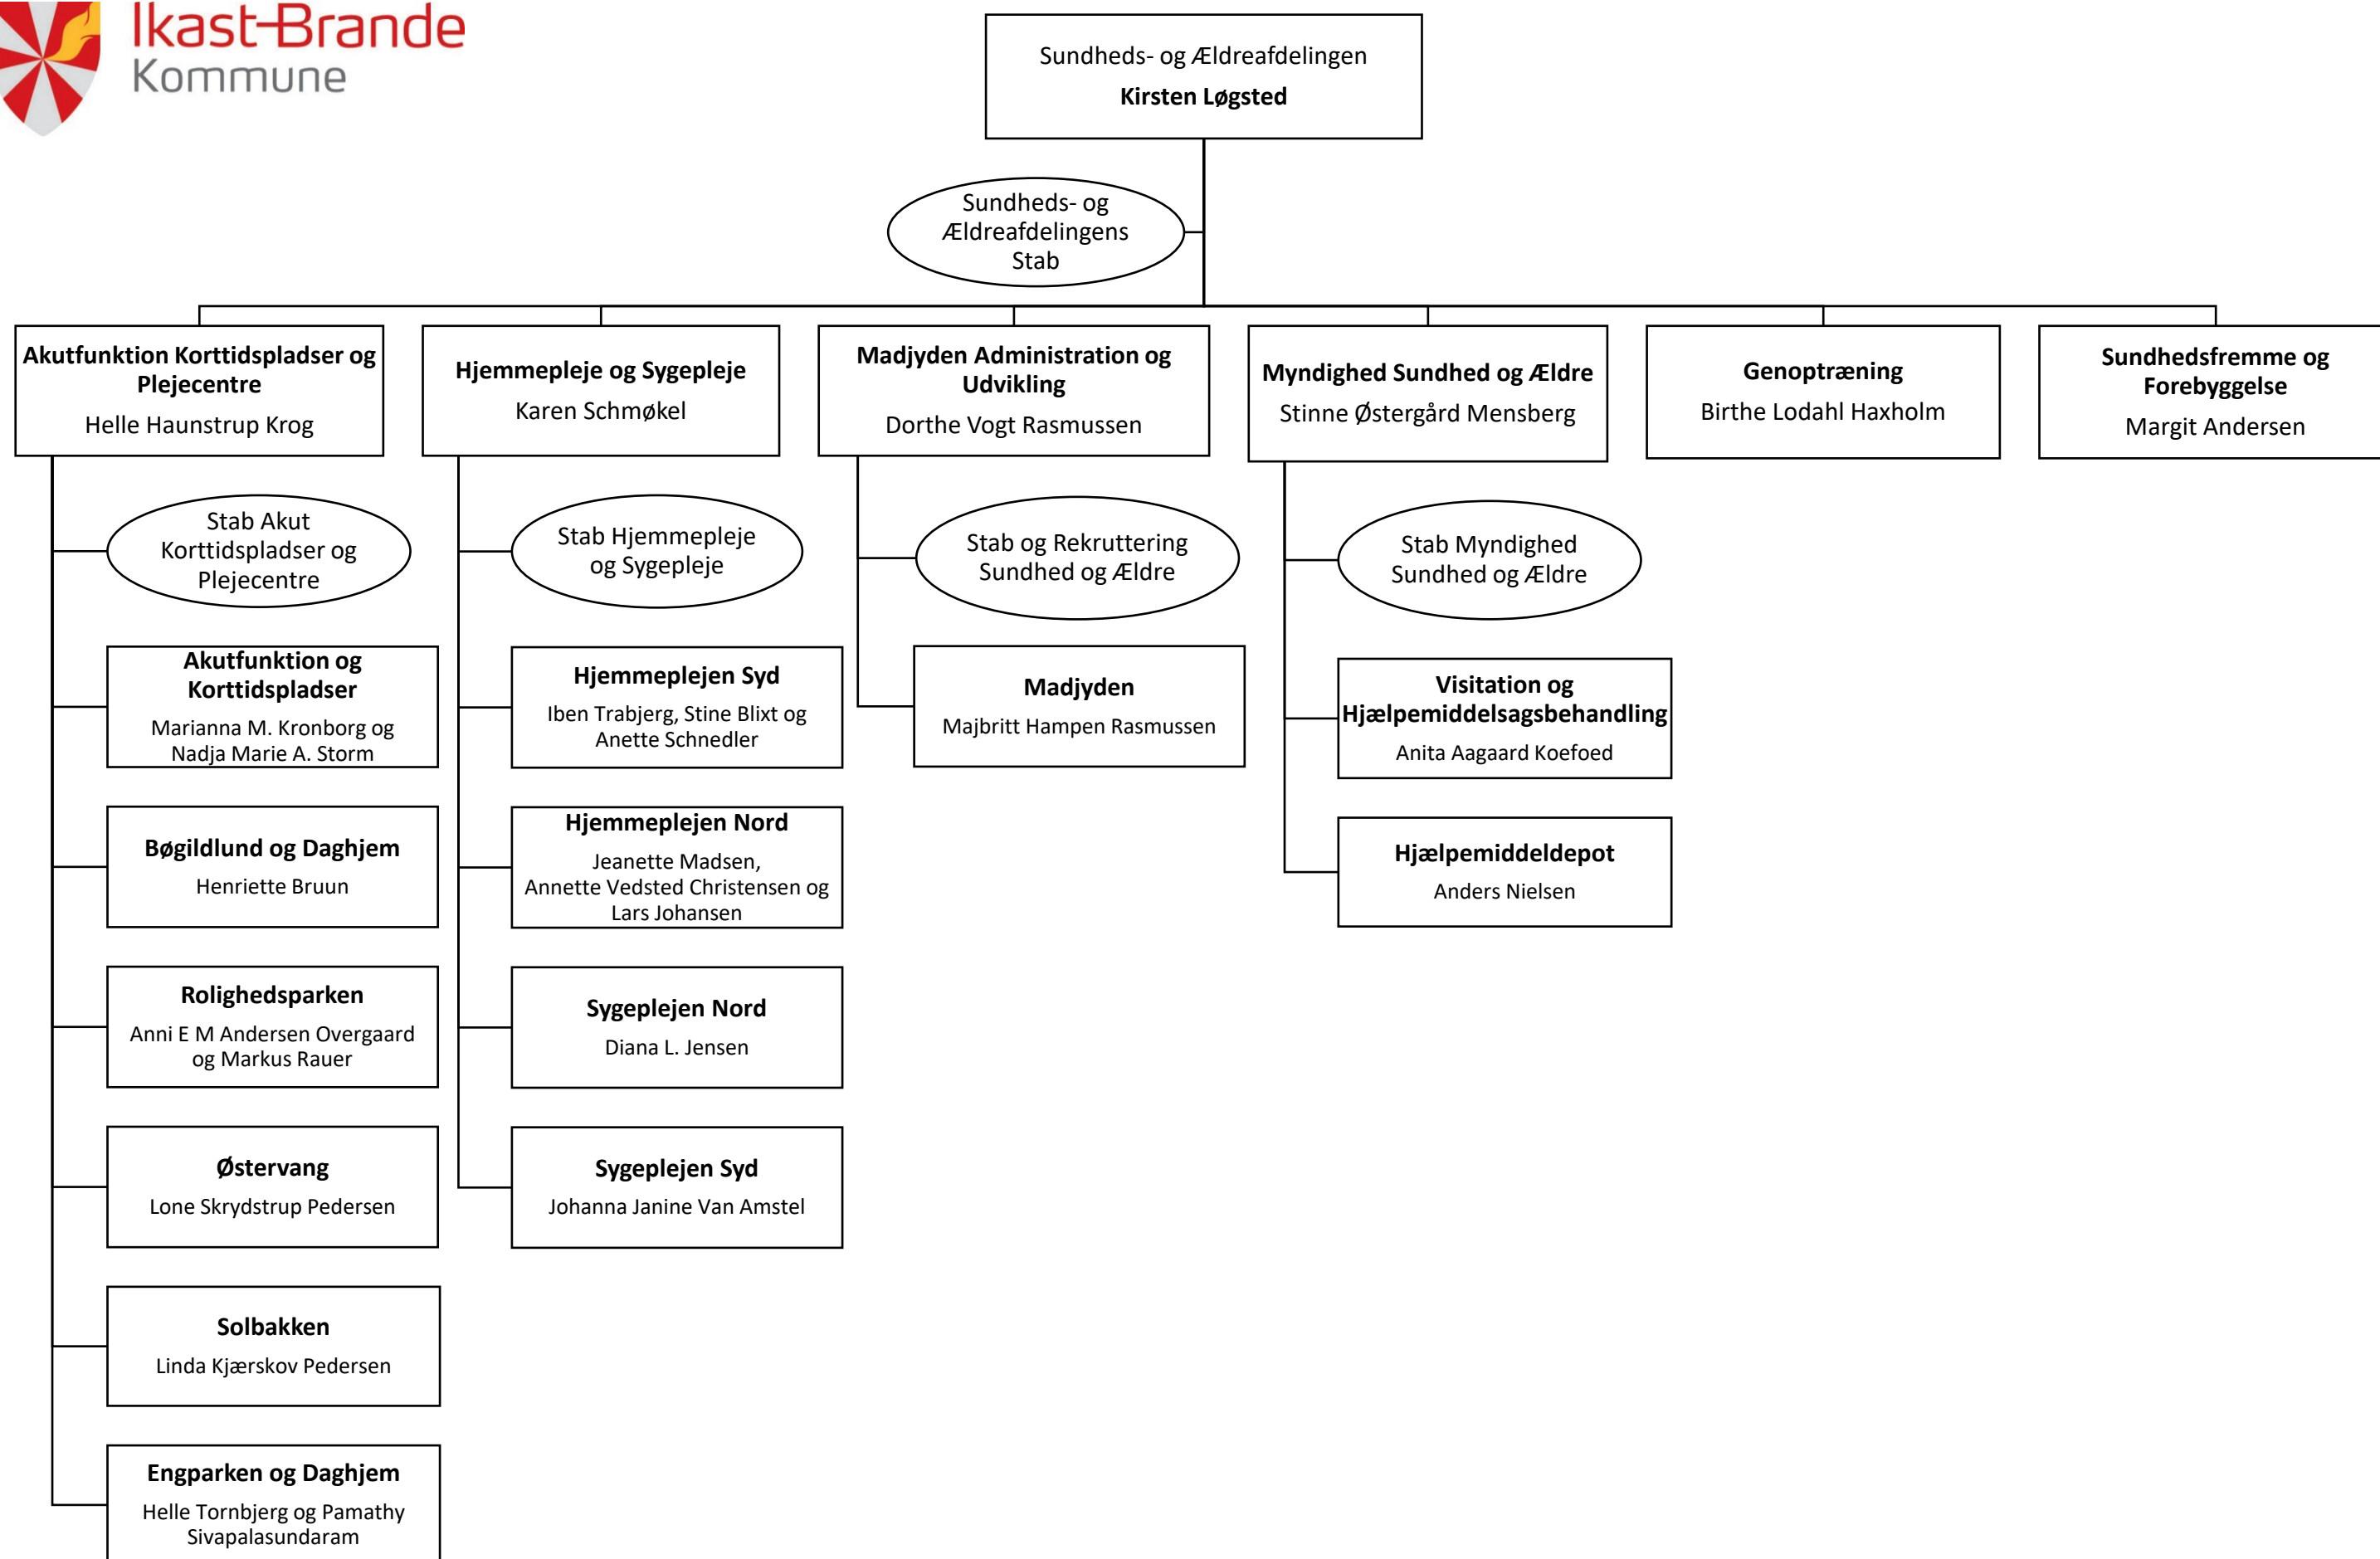 Ikast-Brande
Kommune
Sundheds- og Ældreafdelingen
Kirsten Løgsted
Sundheds- og
Ældreafdelingens
Stab
Akutfunktion Korttidspladser og
Plejecentre
Helle Haunstrup Krog
Hjemmepleje og Sygepleje
Karen Schmøkel
Madjyden Administration og
Udvikling
Dorthe Vogt Rasmussen
Myndighed Sundhed og Ældre
Stinne Østergård Mensberg
Genoptræning
Birthe Lodahl Haxholm
Sundhedsfremme og
Forebyggelse
Margit Andersen
Stab Akut
Korttidspladser og
Plejecentre
Akutfunktion og
Korttidspladser
Marianna M. Kronborg og
Nadja Marie A. Storm
Bøgildlund og Daghjem
Henriette Bruun
Rolighedsparken
Anni E M Andersen Overgaard
og Markus Rauer
Østervang
Lone Skrydstrup Pedersen
Solbakken
Linda Kjærskov Pedersen
Engparken og Daghjem
Helle Tornbjerg og Pamathy
Sivapalasundaram
Stab Hjemmepleje
og Sygepleje
Hjemmeplejen Syd
Iben Trabjerg, Stine Blixt og
Anette Schnedler
Hjemmeplejen Nord
Jeanette Madsen,
Annette Vedsted Christensen og
Lars Johansen
Sygeplejen Nord
Diana L. Jensen
Sygeplejen Syd
Johanna Janine Van Amstel
Stab og Rekruttering
Sundhed og Ældre
Madjyden
Majbritt Hampen Rasmussen
Stab Myndighed
Sundhed og Ældre
Visitation og
Hjælpemiddelsagsbehandling
Anita Aagaard Koefoed
Hjælpemiddeldepot
Anders Nielsen